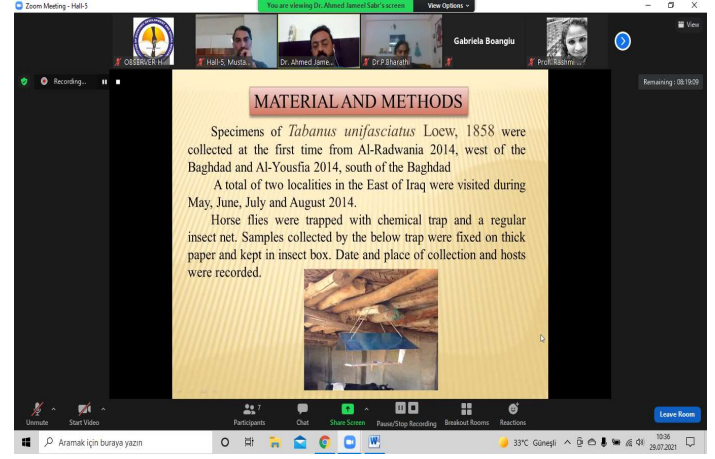 Zoom Meeting - Hall-5
You are viewing Dr. Ahmed Jameel Sabr's screen
View Options
View
OBSERVER-H
Hall-5, Musta...
Dr. Ahmed Jame...
Dr.P.Bharathi
Gabriela Boangiu
Prof. Rashmi ...
Recording...
Remaining : 08:19:09
MATERIAL AND METHODS
Specimens of Tabanus unifasciatus Loew, 1858 were
collected at the first time from Al-Radwania 2014, west of the
Baghdad and Al-Yousfia 2014, south of the Baghdad
A total of two localities in the East of Iraq were visited during
May, June, July and August 2014.
Horse flies were trapped with chemical trap and a regular
insect net. Samples collected by the below trap were fixed on thick
paper and kept in insect box. Date and place of collection and hosts
were recorded.
Unmute
Start Video
7
Participants
Chat
Share Screen
Pause/Stop Recording
Breakout Rooms
Reactions
Leave Room
Aramak için buraya yazın
33°C Güneşli
10:36
29.07.2021